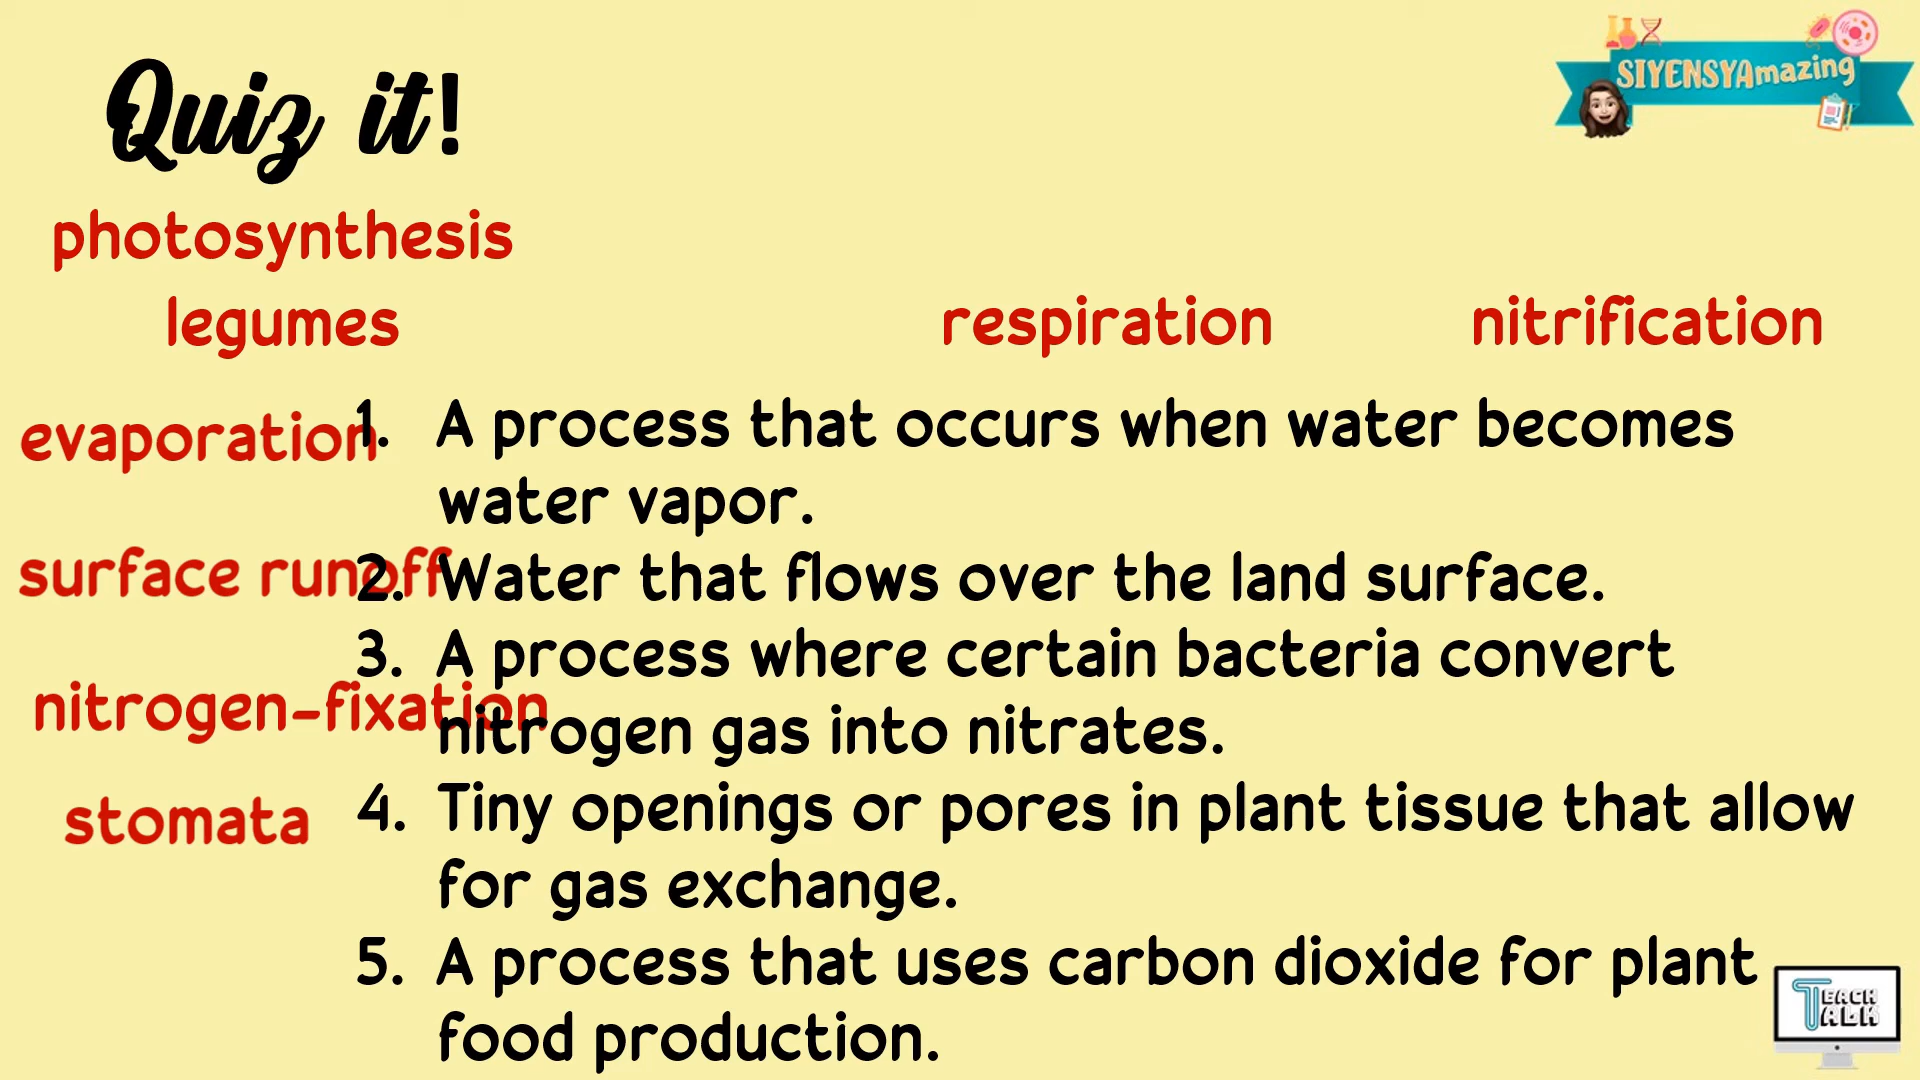 Quiz it!
SIYENSYAmazing
photosynthesis
legumes
respiration
nitrification
evaporation
1. A process that occurs when water becomes
water vapor.
surface runoff
2. Water that flows over the land surface.
3. A process where certain bacteria convert
nitrogen-fixation
nitrogen gas into nitrates.
stomata
4. Tiny openings or pores in plant tissue that allow
for gas exchange.
5. A process that uses carbon dioxide for plant
food production.
TEACH
TALK